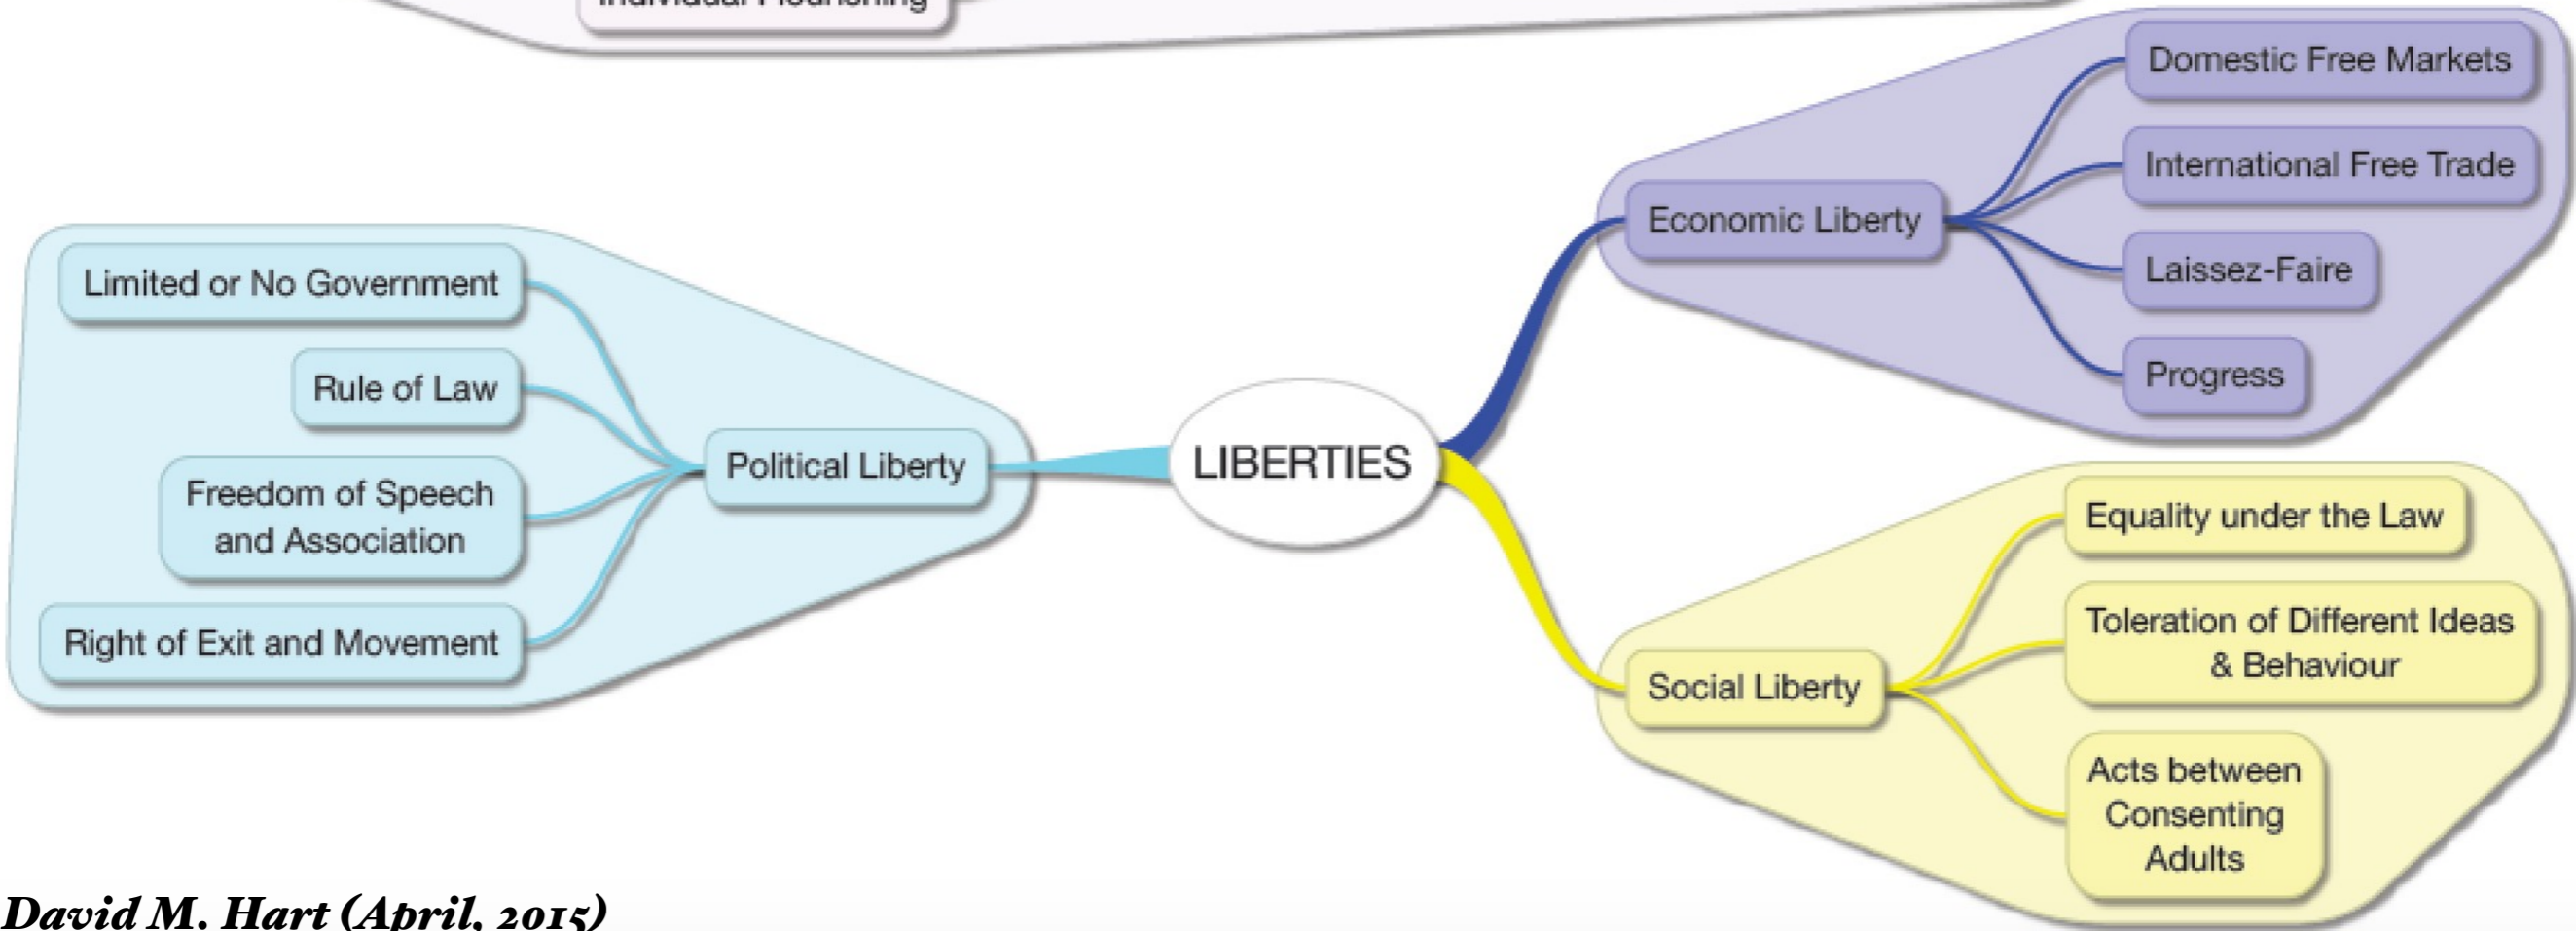 Individual Flourishing
Domestic Free Markets
International Free Trade
Economic Liberty
Laissez-Faire
Progress
Limited or No Government
Rule of Law
Freedom of Speech
and Association
Right of Exit and Movement
Political Liberty
LIBERTIES
Equality under the Law
Toleration of Different Ideas
& Behaviour
Social Liberty
Acts between
Consenting
Adults
David M. Hart (April, 2015)